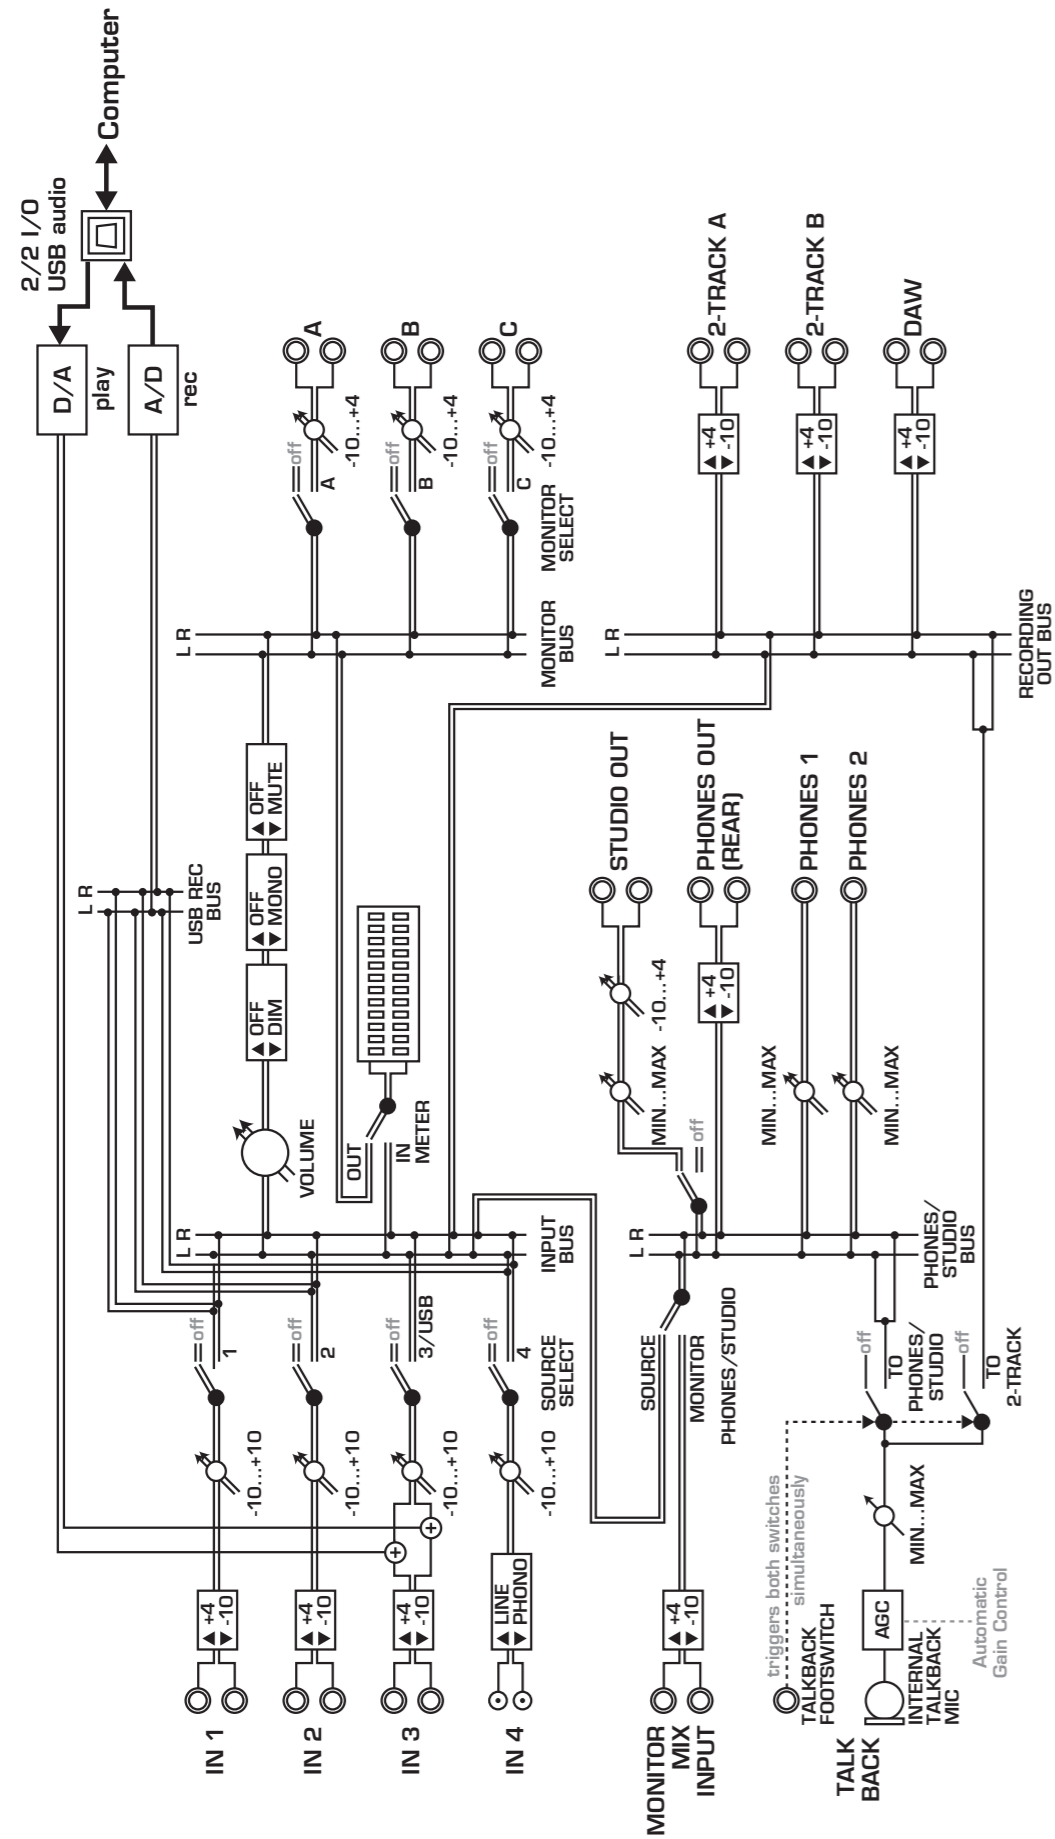 2/2 I/O
USB audio
Computer
D/A
play
A/D
rec
L R
USB REC
BUS
IN 1
+4
-10
-10...+10
off
1
IN 2
+4
-10
-10...+10
off
2
IN 3
+4
-10
+
+
-10...+10
off
3/USB
IN 4
LINE
PHONO
-10...+10
off
4
SOURCE
SELECT
L R
INPUT
BUS
VOLUME
OFF
DIM
OFF
MONO
OFF
MUTE
OUT
IN
METER
L R
MONITOR
BUS
off
A
-10...+4
A
off
B
-10...+4
B
off
C
-10...+4
C
MONITOR
SELECT
MONITOR
MIX
INPUT
+4
-10
SOURCE
MONITOR
PHONES/STUDIO
L R
PHONES/
STUDIO
BUS
off
MIN...MAX
-10...+4
STUDIO OUT
+4
-10
PHONES OUT
(REAR)
MIN...MAX
PHONES 1
MIN...MAX
PHONES 2
L R
RECORDING
OUT BUS
+4
-10
2-TRACK A
+4
-10
2-TRACK B
+4
-10
DAW
TALK
BACK
TALKBACK
FOOTSWITCH
triggers both switches
simultaneously
INTERNAL
TALKBACK
MIC
AGC
Automatic
Gain Control
MIN...MAX
off
TO
PHONES/
STUDIO
off
TO
2-TRACK